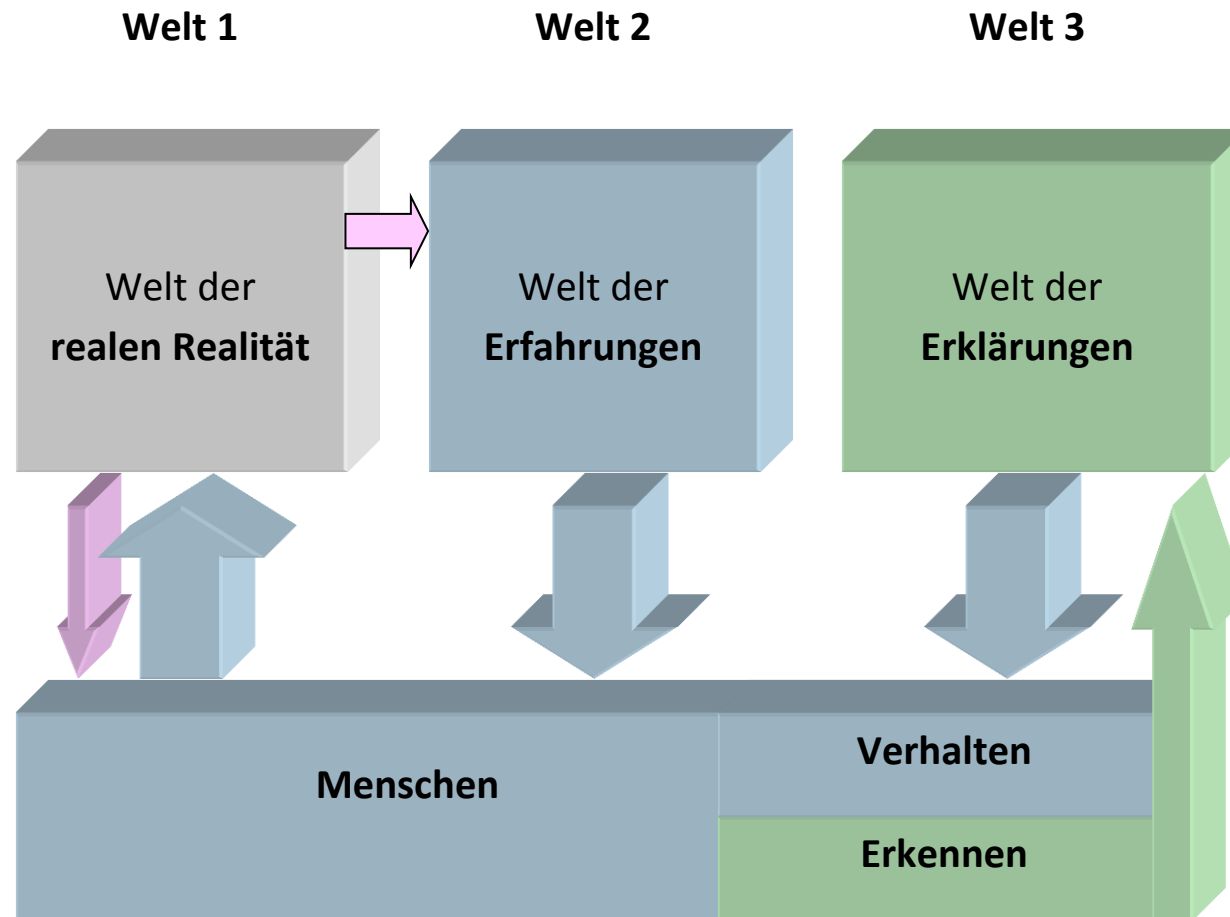 Welt 1
Welt 2
Welt 3
Welt der
realen Realität
Welt der
Erfahrungen
Welt der
Erklärungen
Menschen
Verhalten
Erkennen